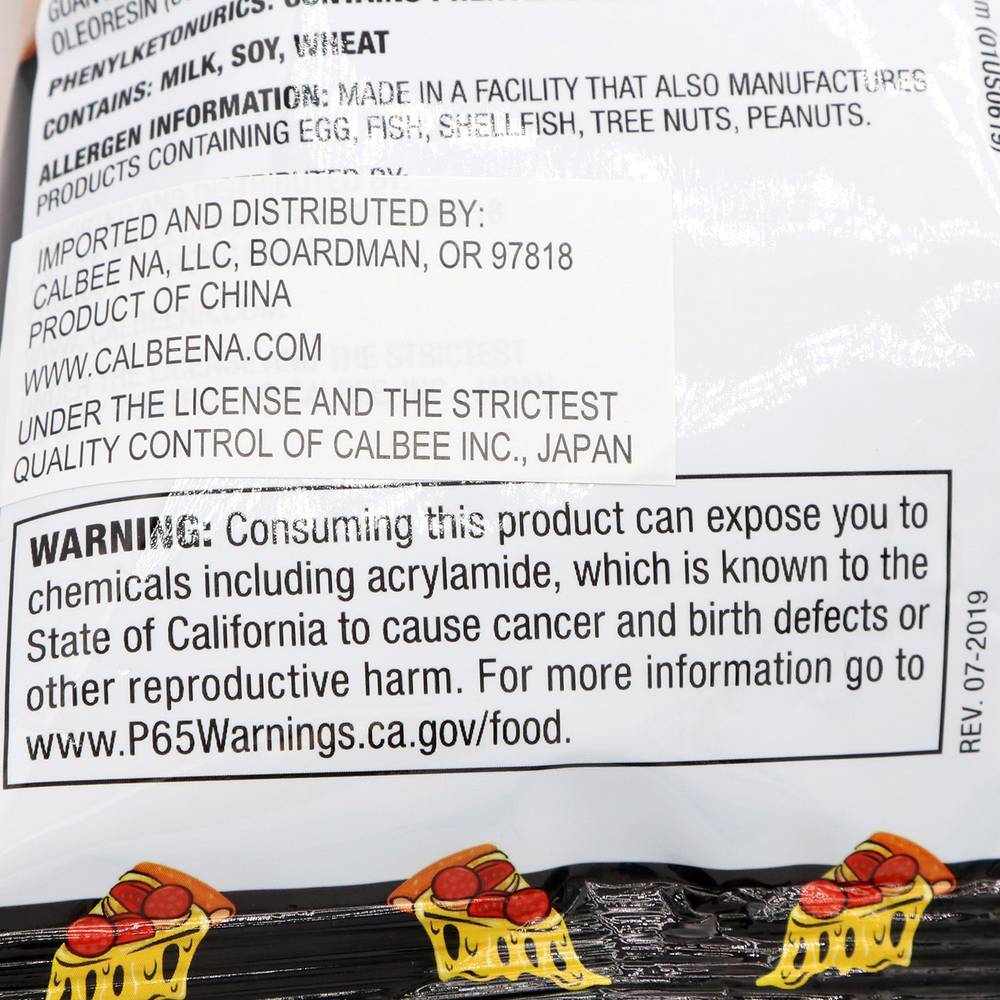 OLEORESIN
PHENYLKETONURICS: CONTAINS
CONTAINS: MILK, SOY, WHEAT
ALLERGEN INFORMATION: MADE IN A FACILITY THAT ALSO MANUFACTURES
PRODUCTS CONTAINING EGG, FISH, SHELLFISH, TREE NUTS, PEANUTS.
IMPORTED AND DISTRIBUTED BY:
CALBEE NA, LLC, BOARDMAN, OR 97818
PRODUCT OF CHINA
WWW.CALBEENA.COM
UNDER THE LICENSE AND THE STRICTEST
QUALITY CONTROL OF CALBEE INC., JAPAN
WARNING: Consuming this product can expose you to
chemicals including acrylamide, which is known to the
State of California to cause cancer and birth defects or
other reproductive harm. For more information go to
www.P65Warnings.ca.gov/food.
REV. 07-2019